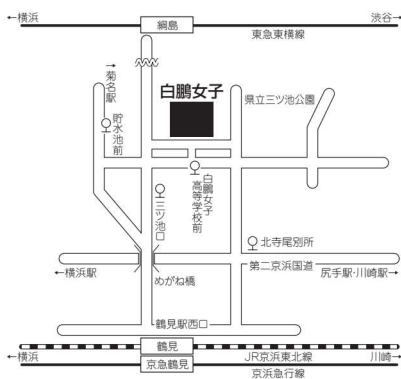 ←横浜
綱島
渋谷→
東急東横線
→菊名駅
白鵬女子
県立三ツ池公園
貯水池前
白鵬女子高等学校前
三ツ池口
北寺尾別所
←横浜駅
めがね橋
第二京浜国道
尻手駅・川崎駅→
鶴見駅西口
←横浜
鶴見
JR京浜東北線
川崎→
京急鶴見
京浜急行線